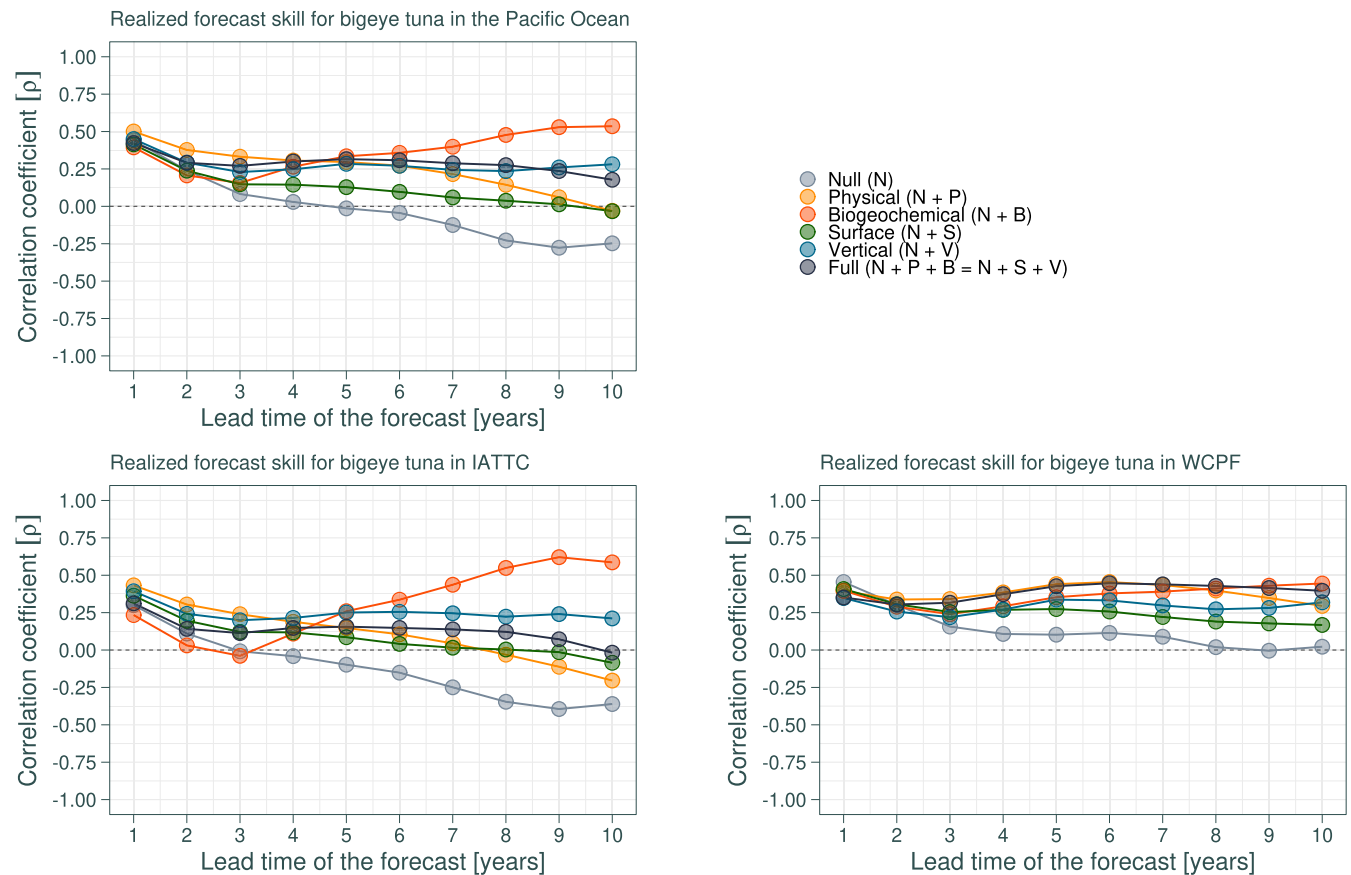 Realized forecast skill for bigeye tuna in the Pacific Ocean
Correlation coefficient [ρ]
1.00
0.75
0.50
0.25
0.00
-0.25
-0.50
-0.75
-1.00
1 2 3 4 5 6 7 8 9 10
Lead time of the forecast [years]
Null (N)
Physical (N + P)
Biogeochemical (N + B)
Surface (N + S)
Vertical (N + V)
Full (N + P + B = N + S + V)
Realized forecast skill for bigeye tuna in IATTC
Correlation coefficient [ρ]
1.00
0.75
0.50
0.25
0.00
-0.25
-0.50
-0.75
-1.00
1 2 3 4 5 6 7 8 9 10
Lead time of the forecast [years]
Realized forecast skill for bigeye tuna in WCPF
Correlation coefficient [ρ]
1.00
0.75
0.50
0.25
0.00
-0.25
-0.50
-0.75
-1.00
1 2 3 4 5 6 7 8 9 10
Lead time of the forecast [years]